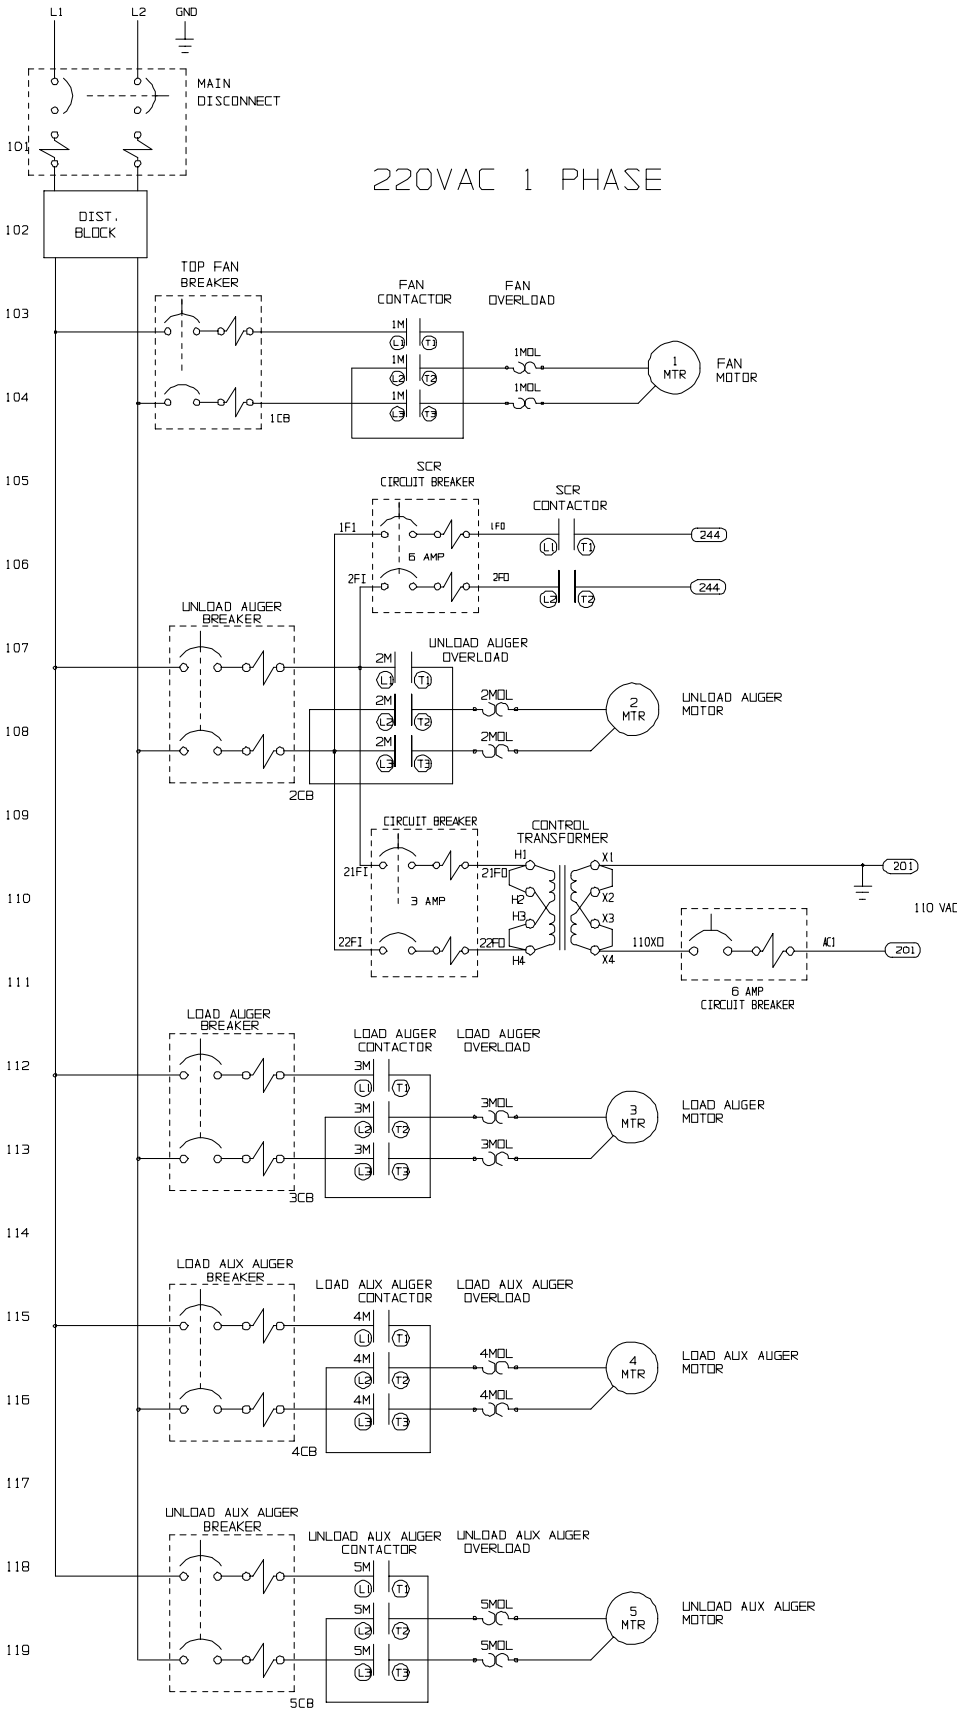 L1 L2 GND
MAIN
DISCONNECT
101
220VAC 1 PHASE
DIST.
BLOCK
102
TOP FAN
BREAKER
FAN
CONTACTOR
FAN
OVERLOAD
103
1M
L1 T1
1M
L2 T2
1MOL
1
MTR
FAN
MOTOR
104
1M
L3 T3
1MOL
1CB
105
SCR
CIRCUIT BREAKER
SCR
CONTACTOR
1F1 1FO
L1 T1
244
106
6 AMP
2FI 2FO
L2 T2
244
UNLOAD AUGER
BREAKER
107
UNLOAD AUGER
OVERLOAD
2M
L1 T1
2M
L2 T2
2MOL
2
MTR
UNLOAD AUGER
MOTOR
108
2M
L3 T3
2MOL
2CB
109
CIRCUIT BREAKER
CONTROL
TRANSFORMER
21FI 21FO H1 X1
201
110
3 AMP
H2 X2
H3 X3
110 VAC
22FI 22FO H4 X4
110XO
AC1
201
111
6 AMP
CIRCUIT BREAKER
LOAD AUGER
BREAKER
LOAD AUGER
CONTACTOR
LOAD AUGER
OVERLOAD
112
3M
L1 T1
3M
L2 T2
3MOL
3
MTR
LOAD AUGER
MOTOR
113
3M
L3 T3
3MOL
3CB
114
LOAD AUX AUGER
BREAKER
LOAD AUX AUGER
CONTACTOR
LOAD AUX AUGER
OVERLOAD
115
4M
L1 T1
4M
L2 T2
4MOL
4
MTR
LOAD AUX AUGER
MOTOR
116
4M
L3 T3
4MOL
4CB
117
UNLOAD AUX AUGER
BREAKER
UNLOAD AUX AUGER
CONTACTOR
UNLOAD AUX AUGER
OVERLOAD
118
5M
L1 T1
5M
L2 T2
5MOL
5
MTR
UNLOAD AUX AUGER
MOTOR
119
5M
L3 T3
5MOL
5CB